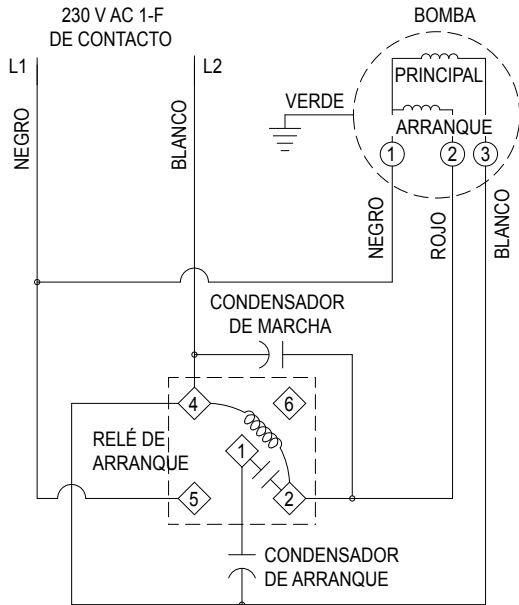 230 V AC 1-F
DE CONTACTO
L1
L2
NEGRO
BLANCO
BOMBA
PRINCIPAL
VERDE
ARRANQUE
1
2
3
NEGRO
ROJO
BLANCO
CONDENSADOR
DE MARCHA
4
6
RELÉ DE
ARRANQUE
1
5
2
CONDENSADOR
DE ARRANQUE